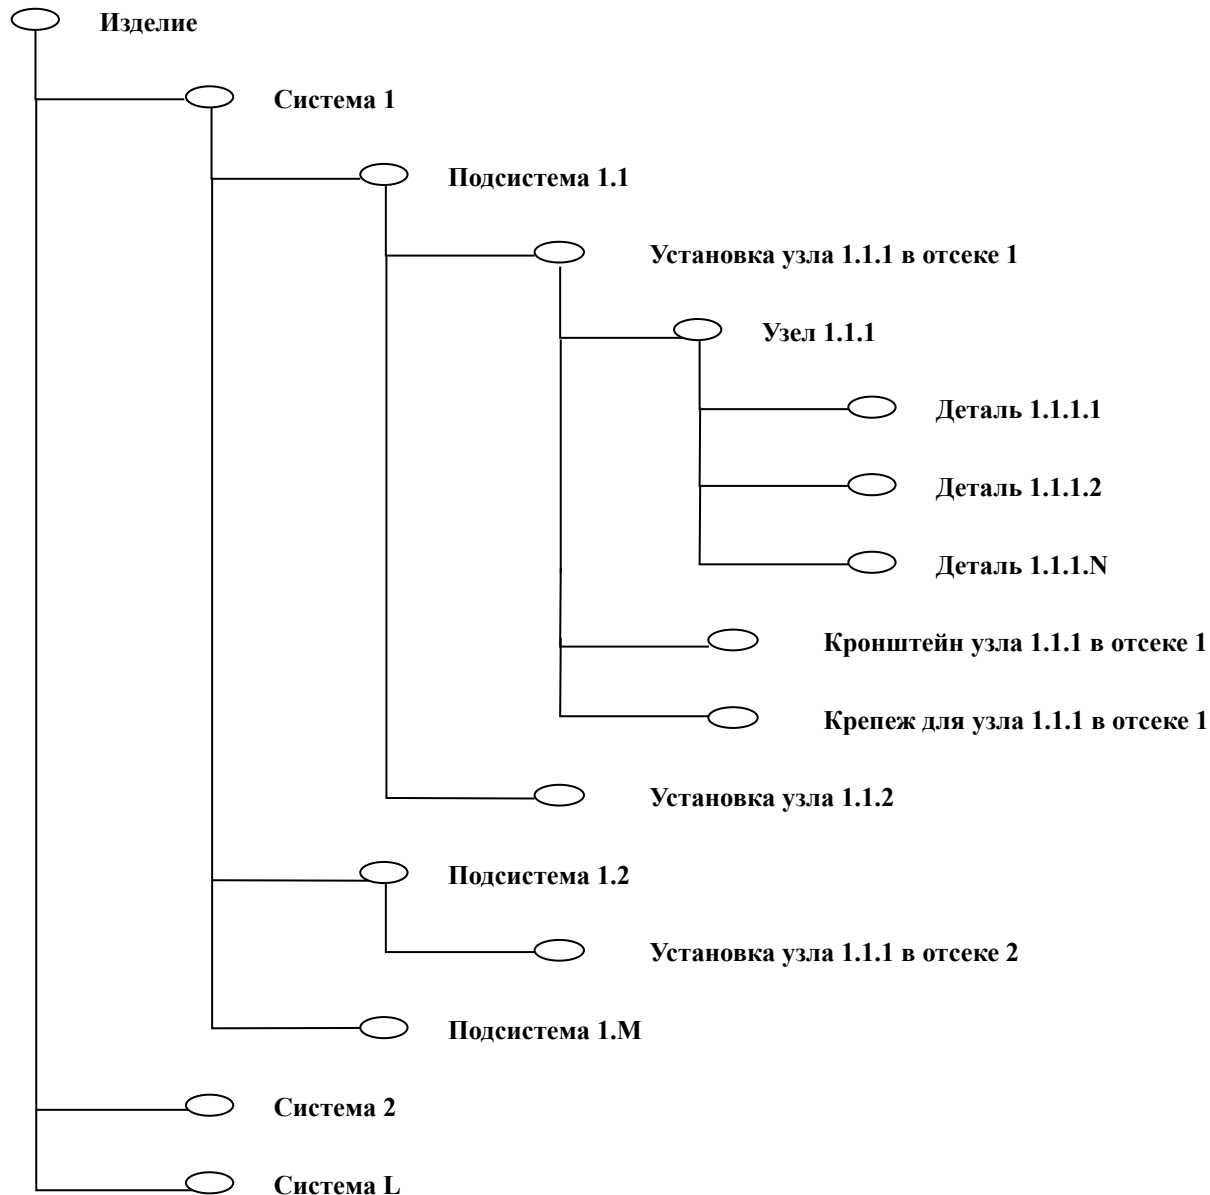 Изделие
Система 1
Подсистема 1.1
Установка узла 1.1.1 в отсеке 1
Узел 1.1.1
Деталь 1.1.1.1
Деталь 1.1.1.2
Деталь 1.1.1.N
Кронштейн узла 1.1.1 в отсеке 1
Крепеж для узла 1.1.1 в отсеке 1
Установка узла 1.1.2
Подсистема 1.2
Установка узла 1.1.1 в отсеке 2
Подсистема 1.M
Система 2
Система L